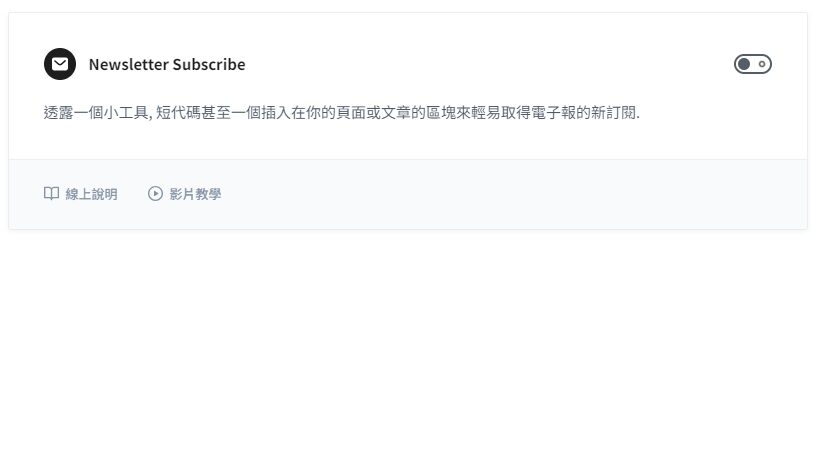 Newsletter Subscribe
透露一個小工具, 短代碼甚至一個插入在你的頁面或文章的區塊來輕易取得電子報的新訂閱.
線上說明
影片教學